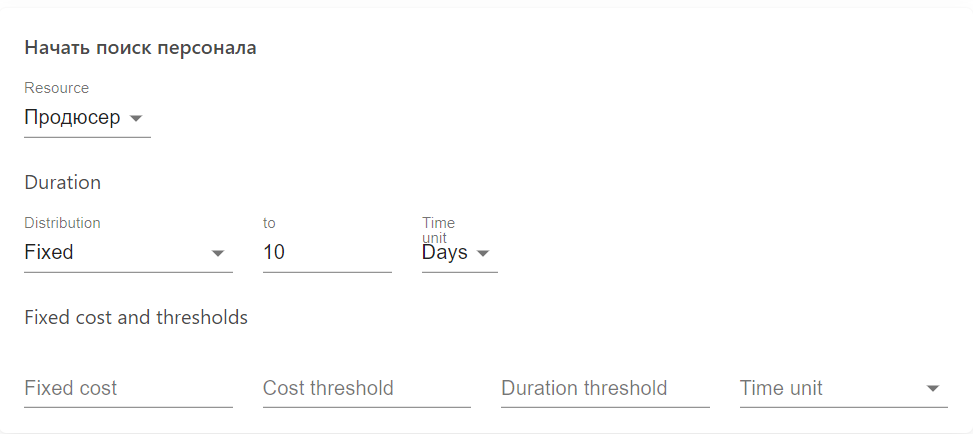 Начать поиск персонала
Resource
Продюсер
Duration
Distribution to Time unit
Fixed 10 Days
Fixed cost and thresholds
Fixed cost Cost threshold Duration threshold Time unit